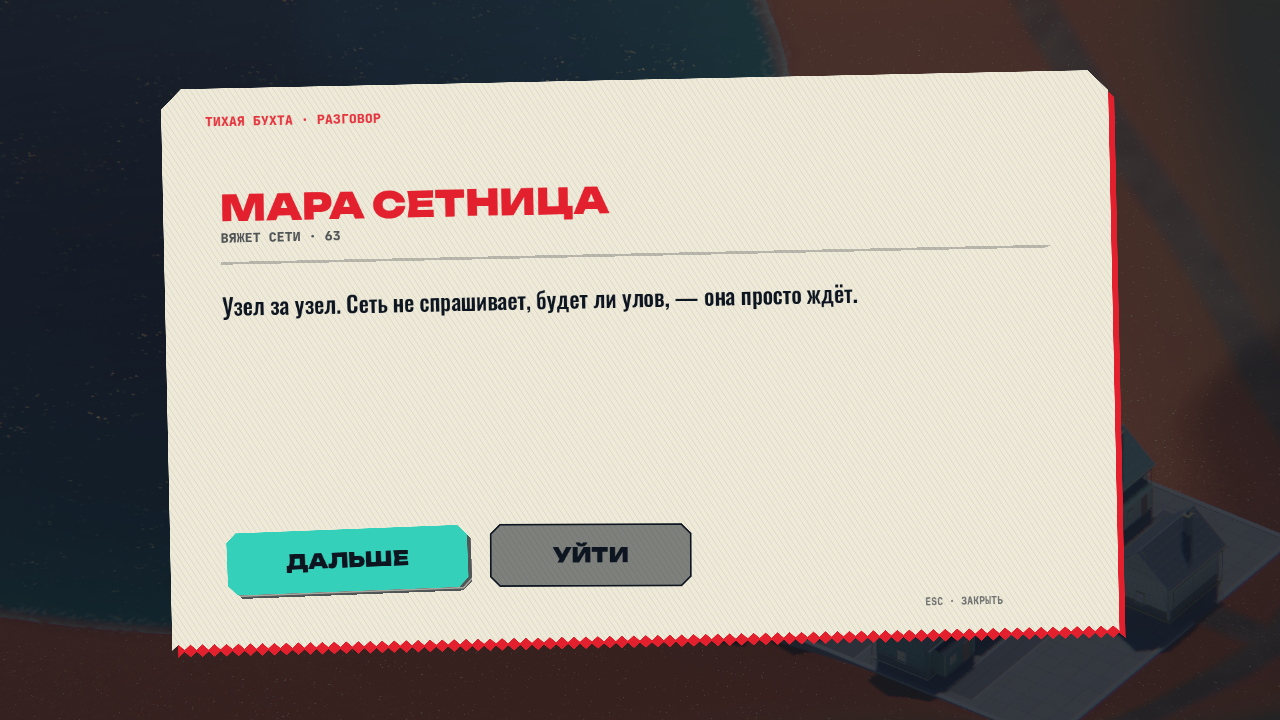 ТИХАЯ БУХТА · РАЗГОВОР
МАРА СЕТНИЦА
ВЯЖЕТ СЕТИ · 63
Узел за узел. Сеть не спрашивает, будет ли улов, — она просто ждёт.
ДАЛЬШЕ
УЙТИ
ESC · ЗАКРЫТЬ